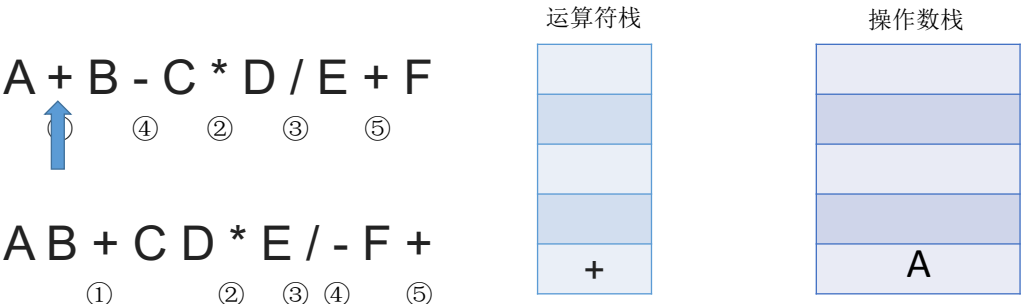 运算符栈
操作数栈
A + B - C * D / E + F
④ ② ③ ⑤
A B + C D * E / - F +
① ② ③ ④ ⑤
+
A